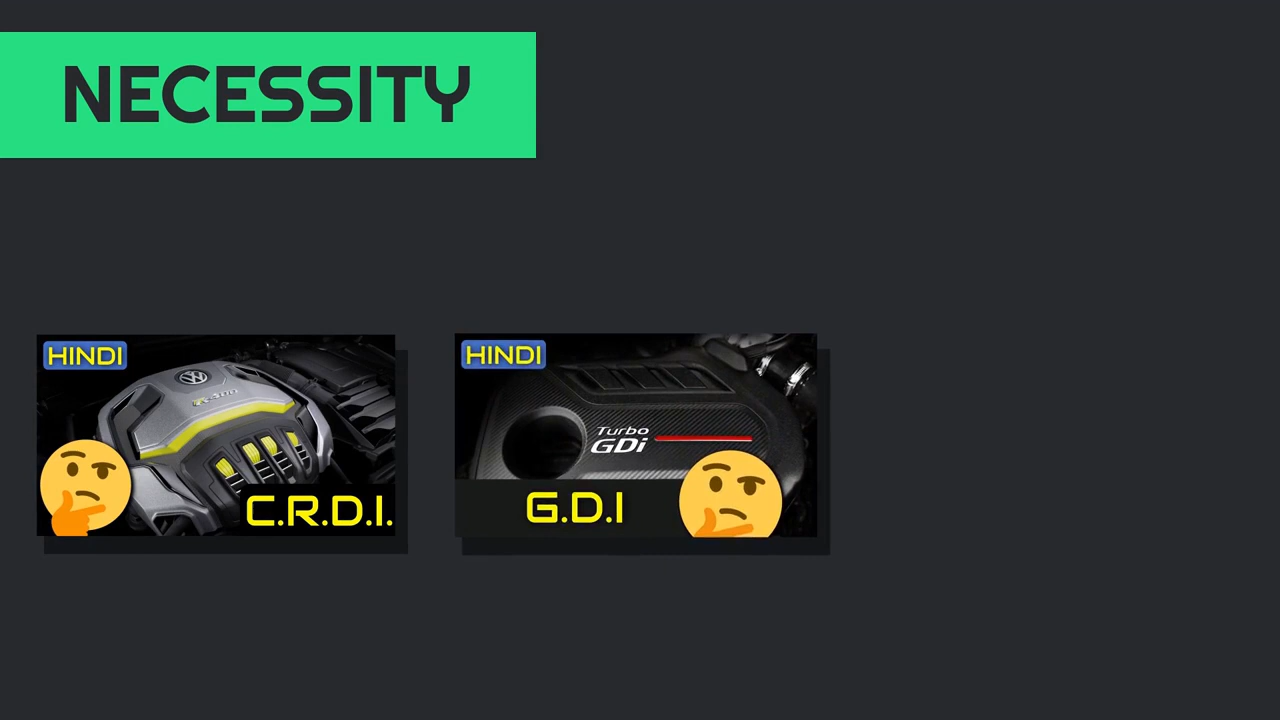 NECESSITY
HINDI
C.R.D.I.
HINDI
Turbo
GDi
G.D.I